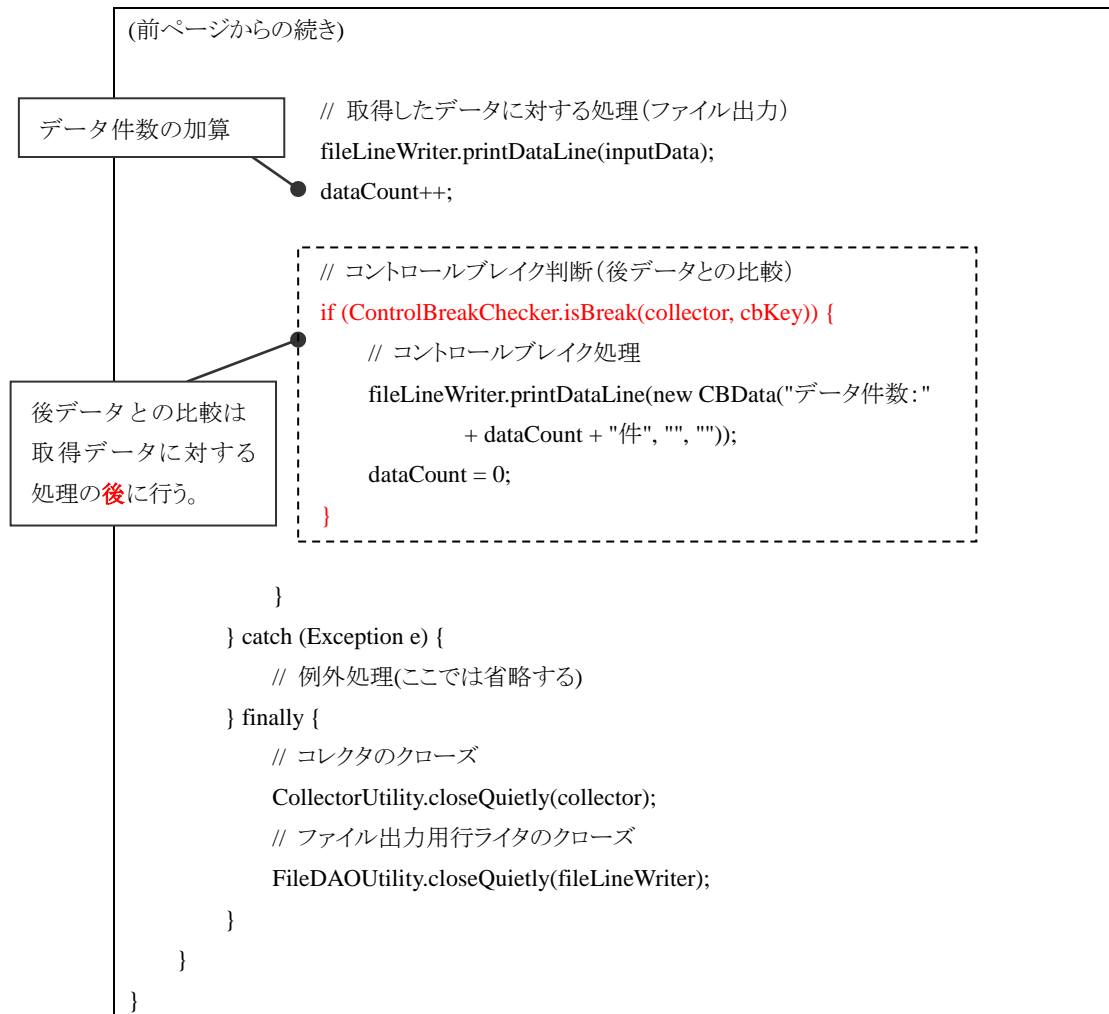 (前ページからの続き)
// 取得したデータに対する処理(ファイル出力)
データ件数の加算
fileLineWriter.printDataLine(inputData);
dataCount++;
// コントロールブレイク判断(後データとの比較)
if (ControlBreakChecker.isBreak(collector, cbKey)) {
// コントロールブレイク処理
fileLineWriter.printDataLine(new CBData("データ件数:"
+ dataCount + "件", "", ""));
dataCount = 0;
}
後データとの比較は
取得データに対する
処理の後に行う。
}
} catch (Exception e) {
// 例外処理(ここでは省略する)
} finally {
// コレクタのクローズ
CollectorUtility.closeQuietly(collector);
// ファイル出力用行ライタのクローズ
FileDAOUtility.closeQuietly(fileLineWriter);
}
}
}